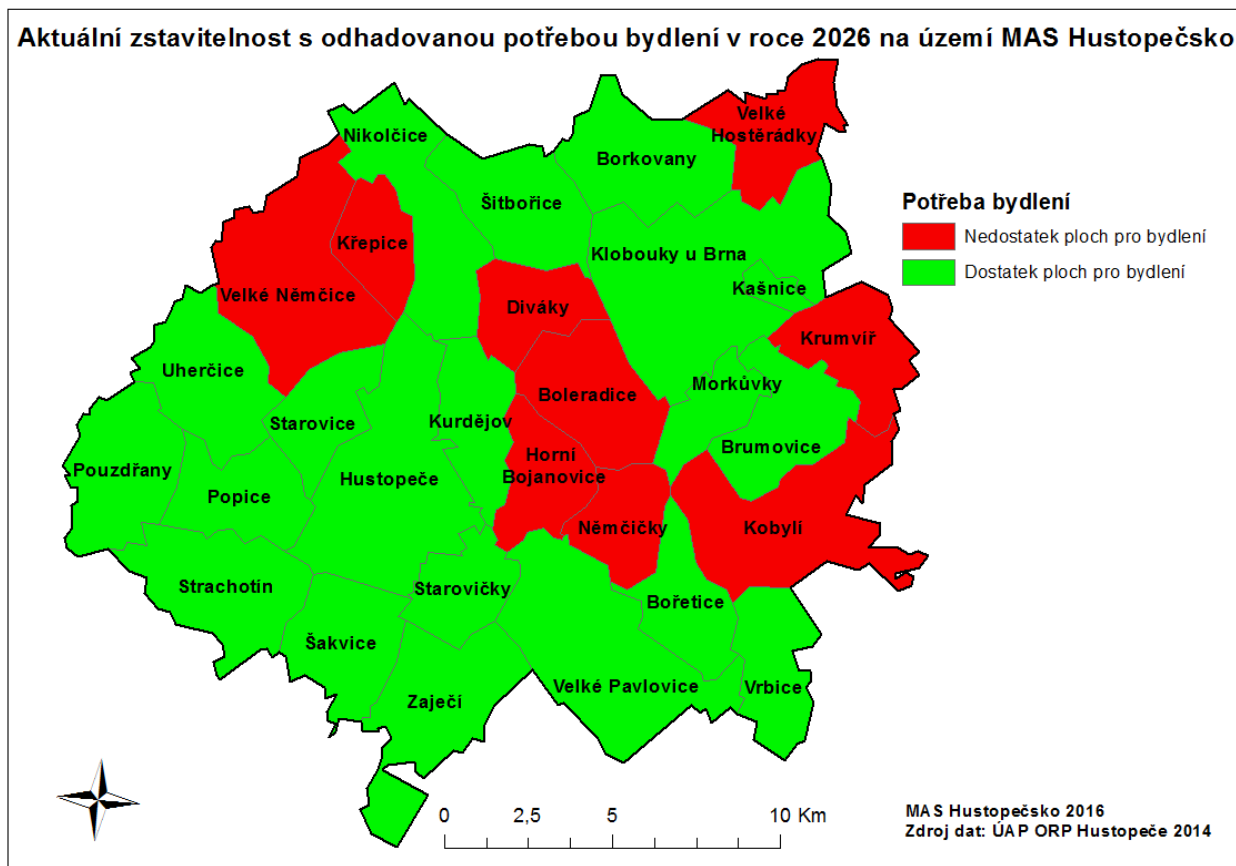 Aktuální zstavitelnost s odhadovanou potřebou bydlení v roce 2026 na území MAS Hustopečsko
Velké
Hostěrádky
Nikolčice
Borkovany
Šitbořice
Křepice
Klobouky u Brna
Kašnice
Velké Němčice
Diváky
Krumvíř
Uherčice
Morkůvky
Boleradice
Starovice
Kurdějov
Brumovice
Horní
Bojanovice
Pouzdřany
Hustopeče
Popice
Němčičky
Kobylí
Strachotín
Starovičky
Bořetice
Šakvice
Velké Pavlovice
Vrbice
Zaječí
Potřeba bydlení
Nedostatek ploch pro bydlení
Dostatek ploch pro bydlení
0 2,5 5 10 Km
MAS Hustopečsko 2016
Zdroj dat: ÚAP ORP Hustopeče 2014